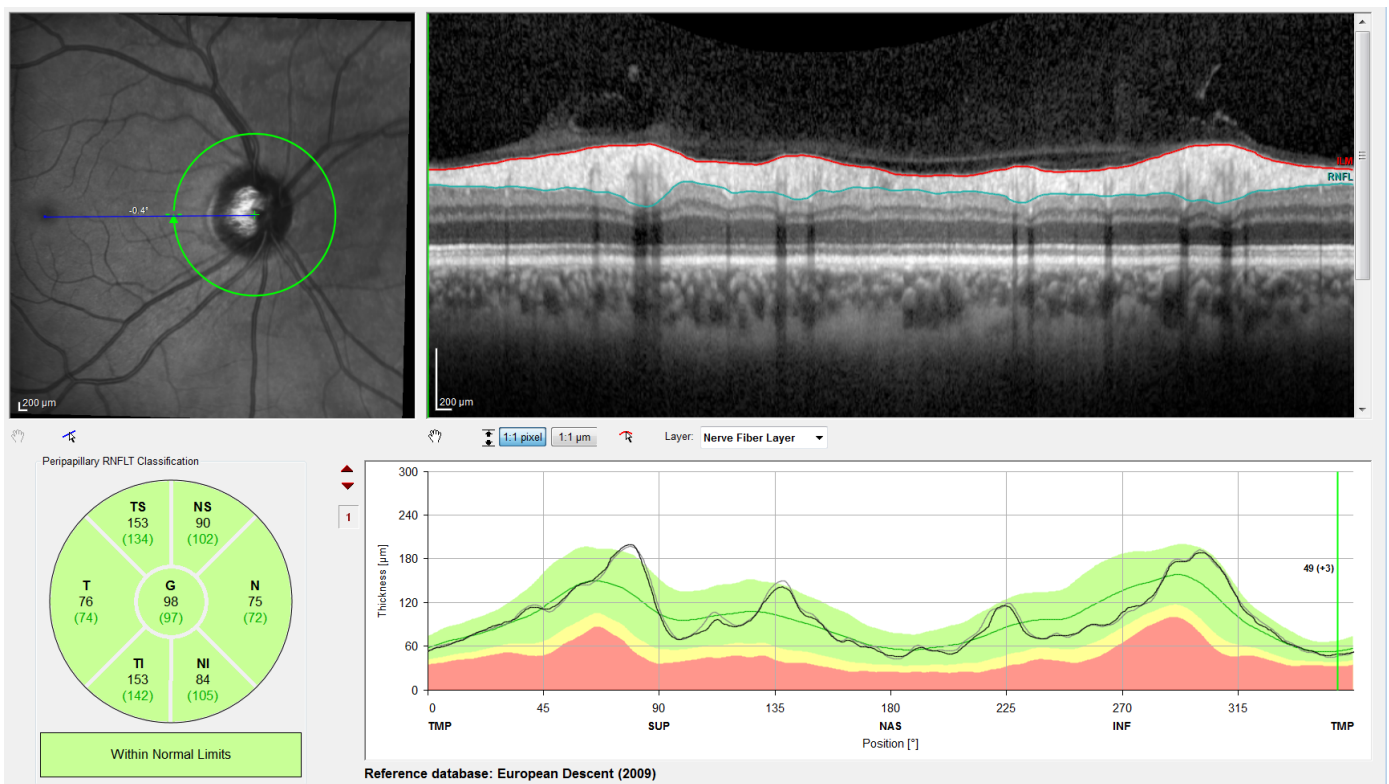 -0.4°
200 µm
ILM
RNFL
200 µm
1:1 pixel
1:1 µm
Layer: Nerve Fiber Layer
Peripapillary RNFLT Classification
TS
153
(134)
NS
90
(102)
T
76
(74)
G
98
(97)
N
75
(72)
TI
153
(142)
NI
84
(105)
Within Normal Limits
1
Thickness [µm]
300
240
180
120
60
0
49 (+3)
0 45 90 135 180 225 270 315
TMP SUP NAS INF TMP
Position [°]
Reference database: European Descent (2009)